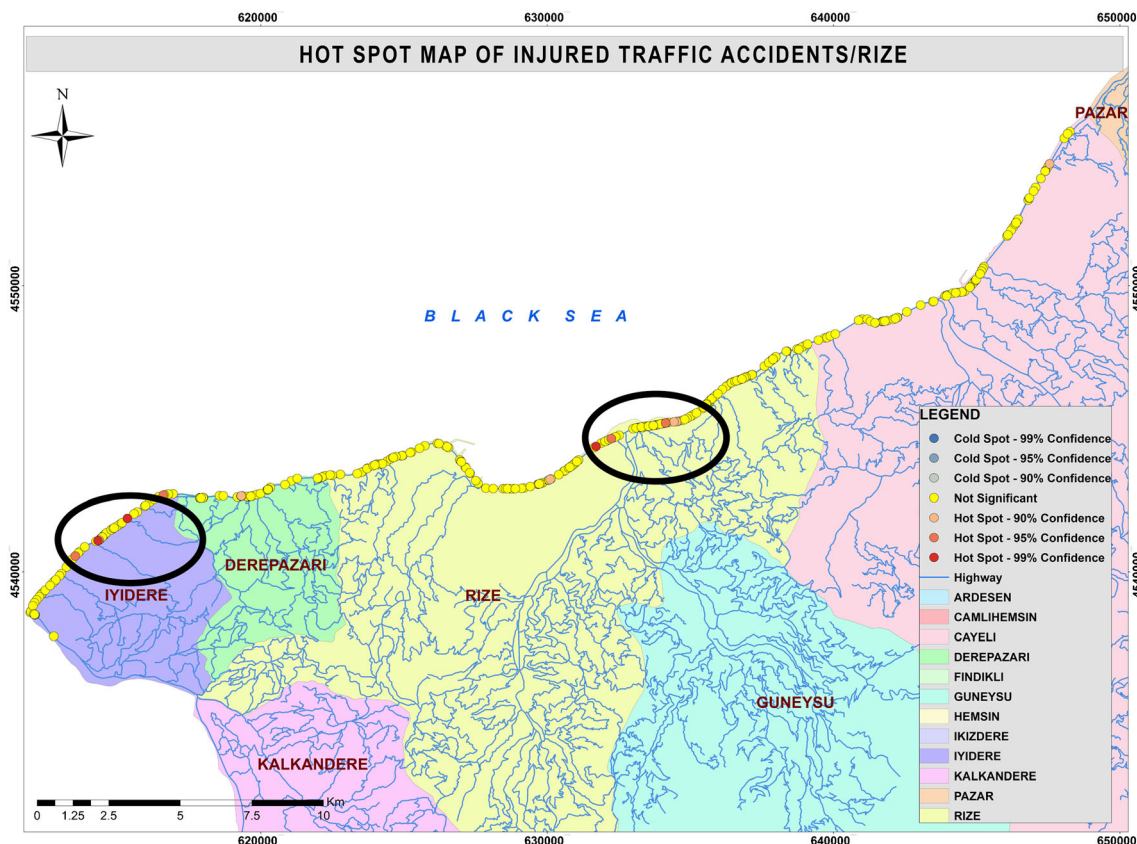 620000 630000 640000 650000
HOT SPOT MAP OF INJURED TRAFFIC ACCIDENTS/RIZE
N
PAZAR
4550000 4550000
BLACK SEA
LEGEND
Cold Spot - 99% Confidence
Cold Spot - 95% Confidence
Cold Spot - 90% Confidence
Not Significant
Hot Spot - 90% Confidence
Hot Spot - 95% Confidence
Hot Spot - 99% Confidence
Highway
ARDESEN
CAMLIHEMSIN
CAYELI
DEREPAZARI
FINDIKLI
GUNEYSU
HEMSIN
IKIZDERE
IYIDERE
KALKANDERE
PAZAR
RIZE
4540000 4540000
DEREPAZARI
IYIDERE
RIZE
GUNEYSU
KALKANDERE
Km
0 1.25 2.5 5 7.5 10
620000 630000 640000 650000